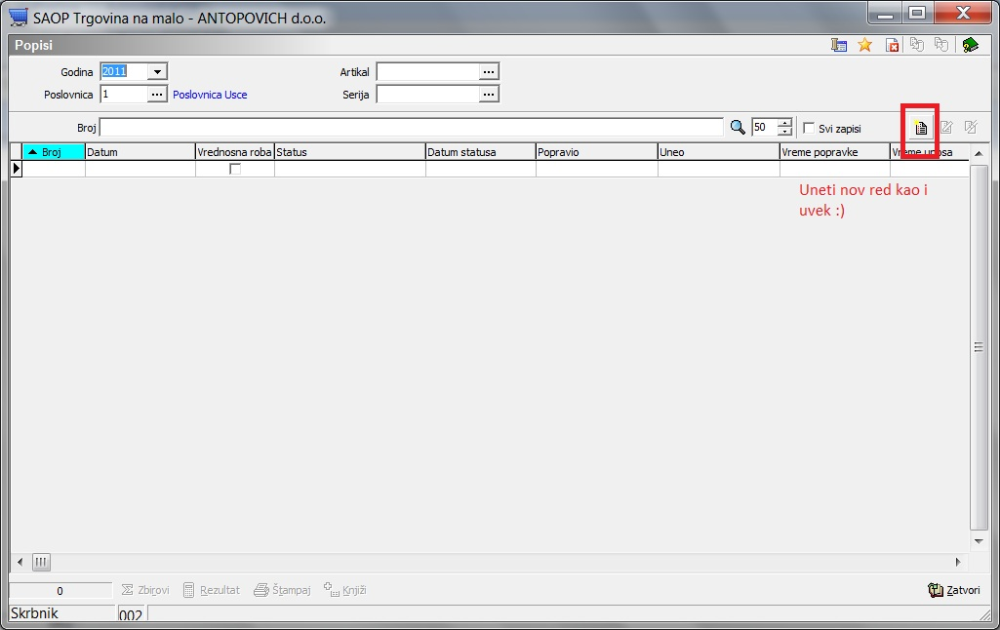 SAOP Trgovina na malo - ANTOPOVICH d.o.o.
Popisi
Godina 2011 Artikal
Poslovnica 1 Poslovnica Usce Serija
Broj 50 Svi zapisi
Broj Datum Vrednosna roba Status Datum statusa Popravio Uneo Vreme popravke Vreme unosa
Uneti nov red kao i
uvek :)
0 Zbirovi Rezultat Štampaj Knjiži Zatvori
Skrbnik 002